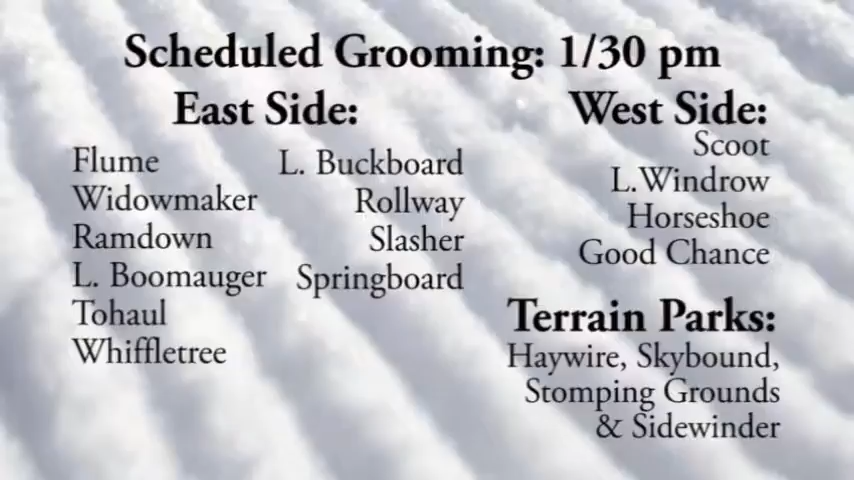 Scheduled Grooming: 1/30 pm
East Side:
Flume
Widowmaker
Ramdown
L. Boomauger
Tohaul
Whiffletree
L. Buckboard
Rollway
Slasher
Springboard
West Side:
Scoot
L.Windrow
Horseshoe
Good Chance
Terrain Parks:
Haywire, Skybound,
Stomping Grounds
& Sidewinder